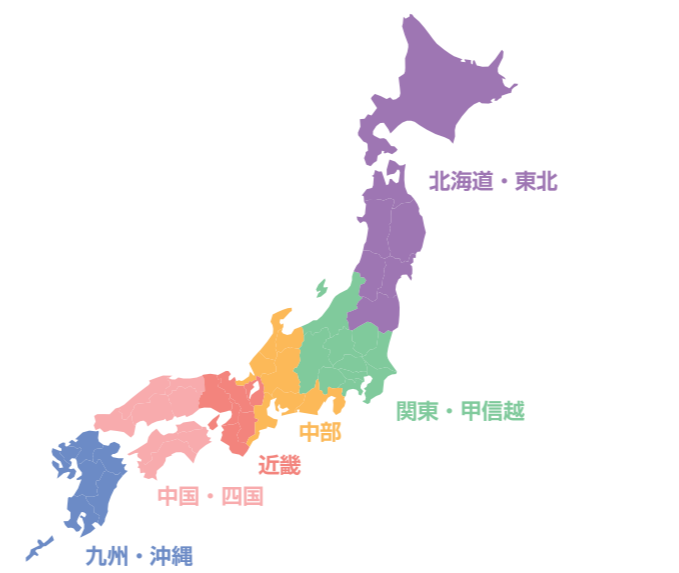 北海道・東北
関東・甲信越
中部
近畿
中国・四国
九州・沖縄